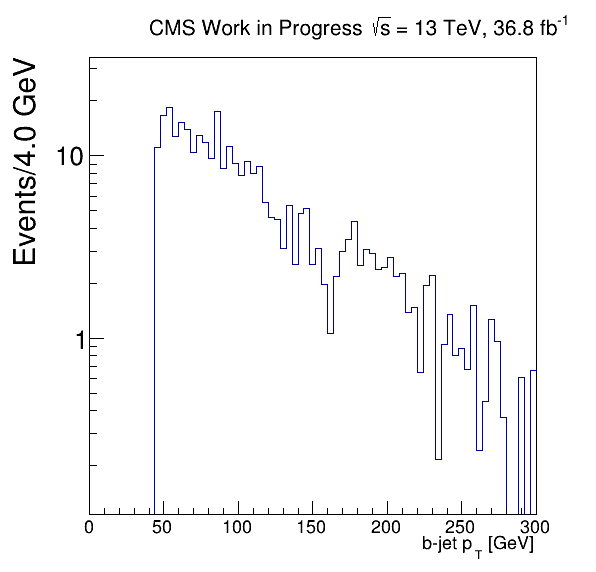 CMS Work in Progress √s = 13 TeV, 36.8 fb⁻¹
Events/4.0 GeV
10
1
0 50 100 150 200 250 300
b-jet p_T [GeV]